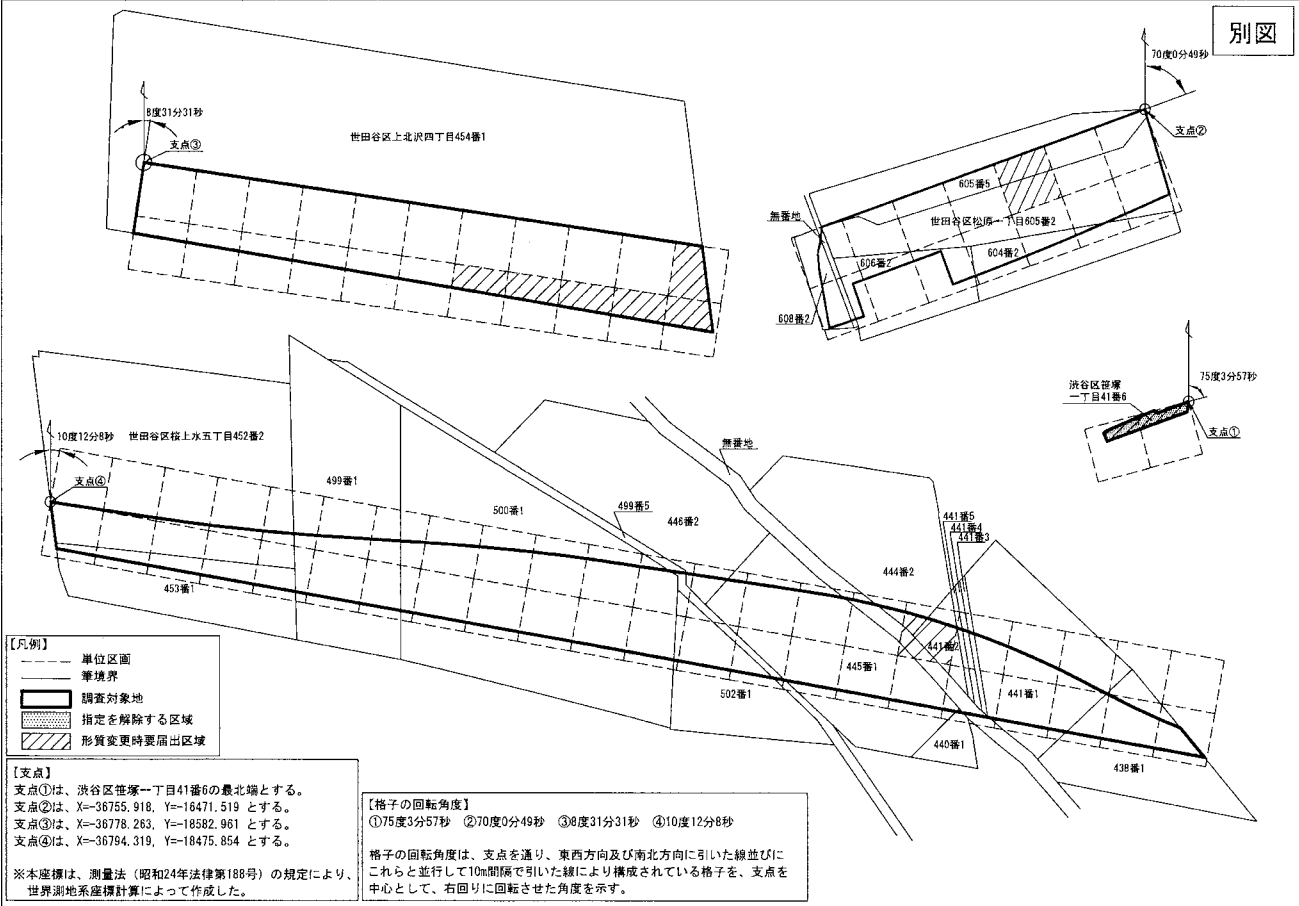 別図
8度31分31秒
支点③
世田谷区上北沢四丁目454番1
70度0分49秒
支点②
605番5
世田谷区松原一丁目605番2
無番地
606番2
604番2
608番2
渋谷区笹塚
一丁目41番6
75度3分57秒
支点①
10度12分8秒
世田谷区桜上水五丁目452番2
支点④
499番1
500番1
499番5
446番2
無番地
441番5
441番4
441番3
444番2
453番1
445番1
441番2
441番1
502番1
440番1
438番1
【凡例】
単位区画
筆境界
調査対象地
指定を解除する区域
形質変更時要届出区域
【支点】
支点①は、渋谷区笹塚一丁目41番6の最北端とする。
支点②は、X=-36755.918, Y=-16471.519 とする。
支点③は、X=-36778.263, Y=-18582.961 とする。
支点④は、X=-36794.319, Y=-18475.854 とする。
※本座標は、測量法（昭和24年法律第188号）の規定により、
世界測地系座標計算によって作成した。
【格子の回転角度】
①75度3分57秒 ②70度0分49秒 ③8度31分31秒 ④10度12分8秒
格子の回転角度は、支点を通り、東西方向及び南北方向に引いた線並びに
これらと並行して10m間隔で引いた線により構成されている格子を、支点を
中心として、右回りに回転させた角度を示す。